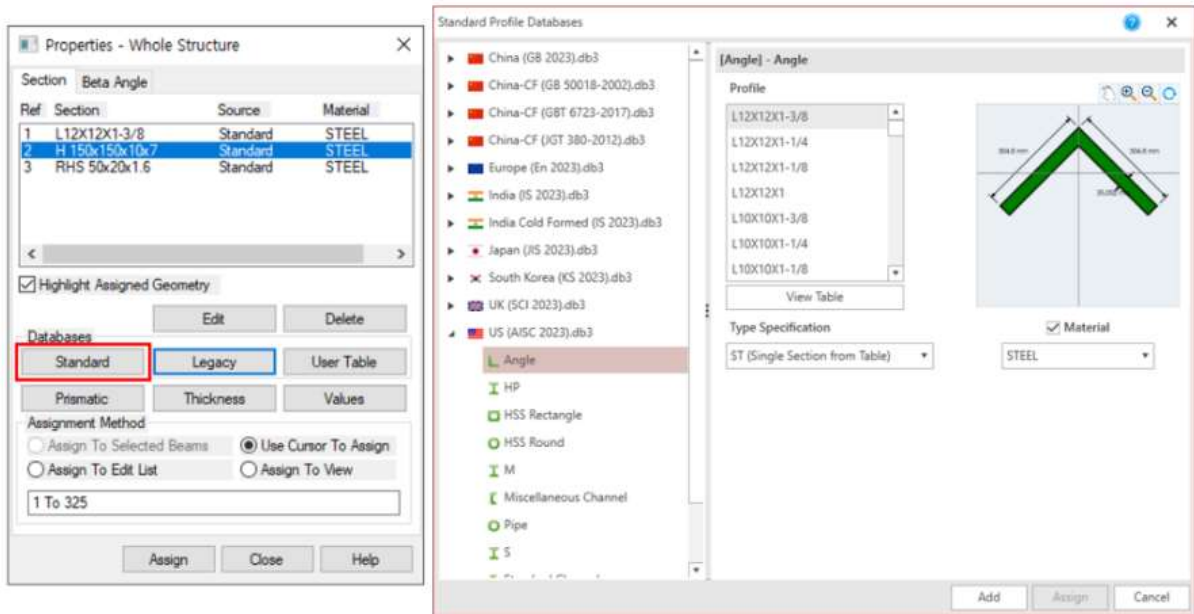 Properties - Whole Structure
Section Beta Angle
Ref Section Source Material
1 L12X12X1-3/8 Standard STEEL
2 H 150x150x10x7 Standard STEEL
3 RHS 50x20x1.6 Standard STEEL
Highlight Assigned Geometry
Edit Delete
Databases
Standard Legacy User Table
Prismatic Thickness Values
Assignment Method
Assign To Selected Beams Use Cursor To Assign
Assign To Edit List Assign To View
1 To 325
Assign Close Help
Standard Profile Databases
China (GB 2023).db3
China-CF (GB 50018-2002).db3
China-CF (GBT 6723-2017).db3
China-CF (JGT 380-2012).db3
Europe (En 2023).db3
India (IS 2023).db3
India Cold Formed (IS 2023).db3
Japan (JIS 2023).db3
South Korea (KS 2023).db3
UK (SCI 2023).db3
US (AISC 2023).db3
Angle
HP
HSS Rectangle
HSS Round
M
Miscellaneous Channel
Pipe
S
[Angle] - Angle
Profile
L12X12X1-3/8
L12X12X1-1/4
L12X12X1-1/8
L12X12X1
L10X10X1-3/8
L10X10X1-1/4
L10X10X1-1/8
View Table
304.8 mm 304.8 mm
Type Specification Material
ST (Single Section from Table) STEEL
Add Assign Cancel